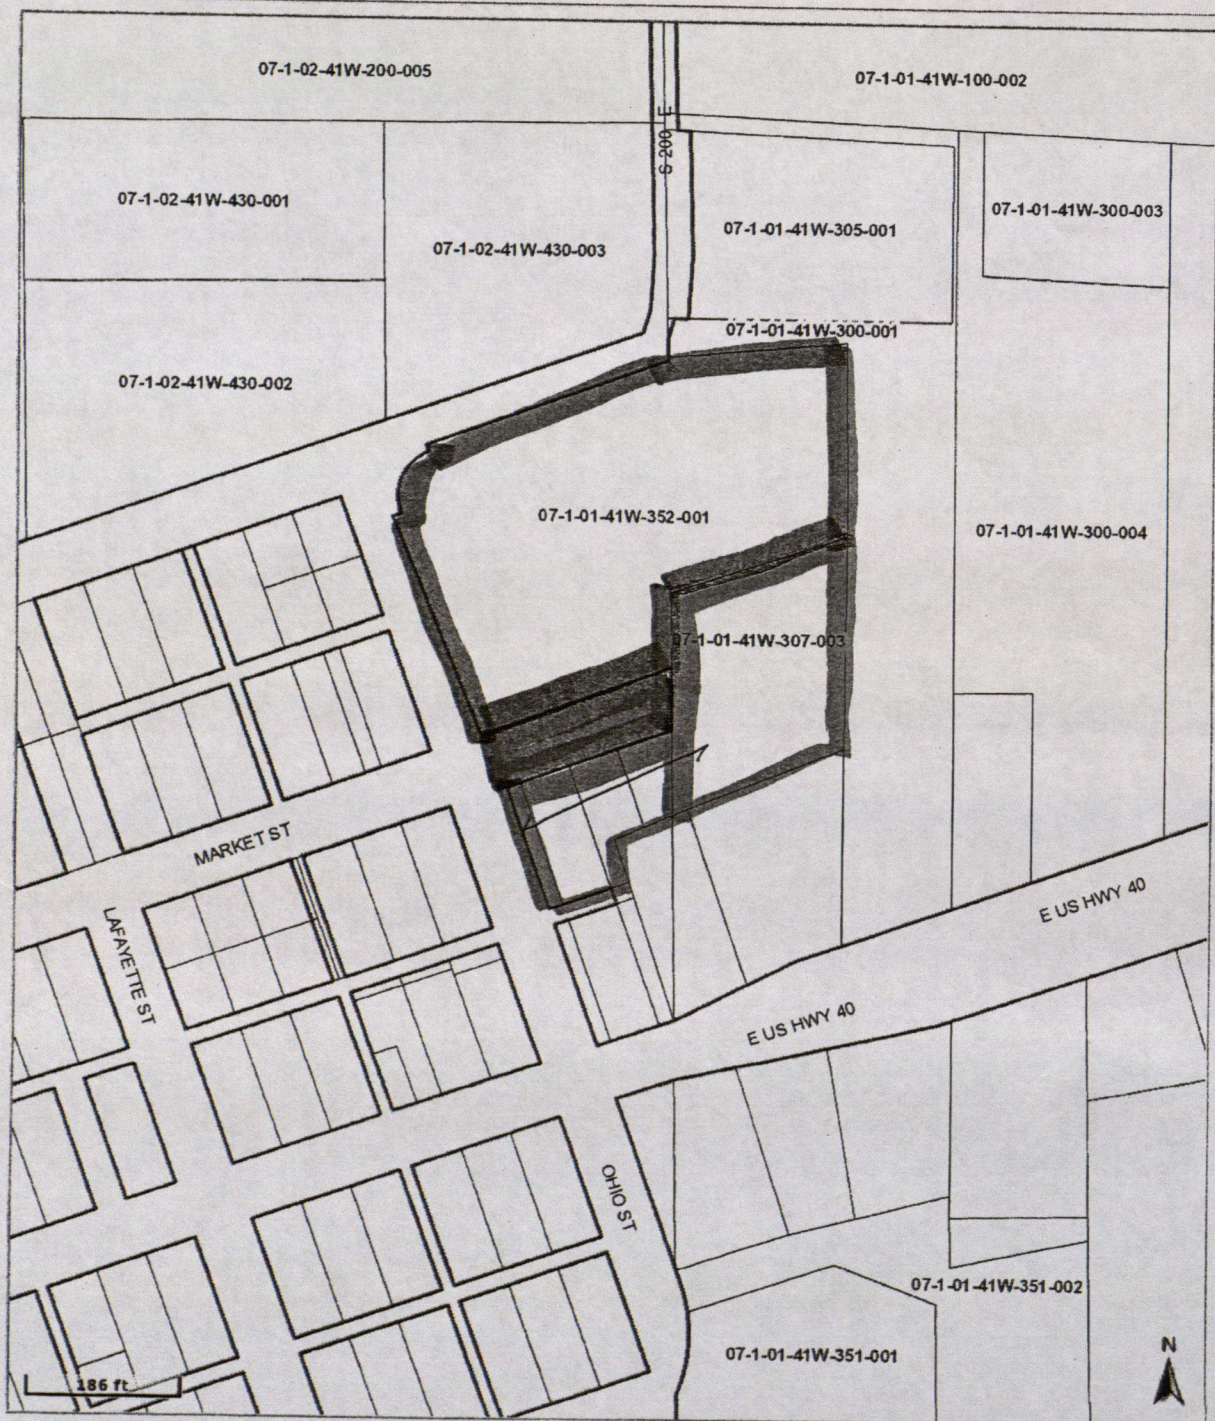 07-1-02-41W-200-005
07-1-01-41W-100-002
S 200 E
07-1-02-41W-430-001
07-1-02-41W-430-003
07-1-01-41W-305-001
07-1-01-41W-300-003
07-1-01-41W-300-001
07-1-02-41W-430-002
07-1-01-41W-352-001
07-1-01-41W-300-004
07-1-01-41W-307-003
MARKET ST
LAFAYETTE ST
E US HWY 40
E US HWY 40
OHIO ST
07-1-01-41W-351-002
07-1-01-41W-351-001
186 ft
N